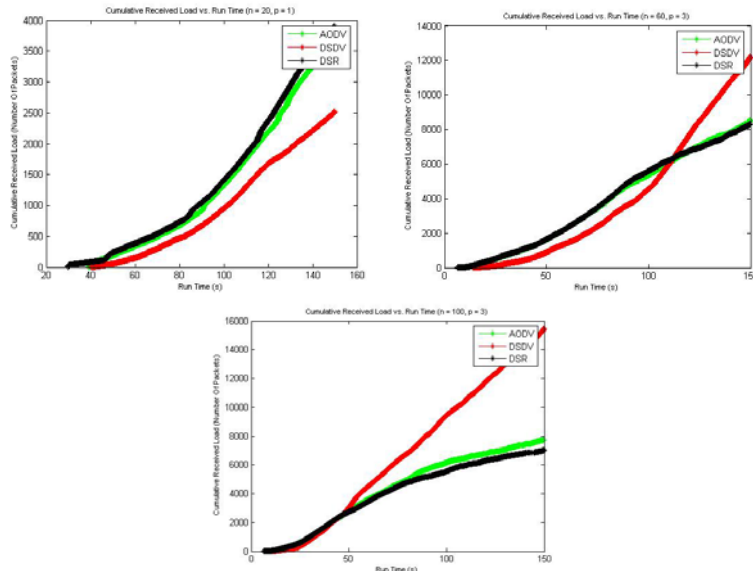 Cumulative Received Load vs. Run Time (n = 20, p = 1)
Cumulative Received Load (Number Of Packets)
4000
3500
3000
2500
2000
1500
1000
500
0
AODV
DSDV
DSR
20 40 60 80 100 120 140 160
Run Time (s)
Cumulative Received Load vs. Run Time (n = 60, p = 3)
Cumulative Received Load (Number Of Packets)
14000
12000
10000
8000
6000
4000
2000
0
AODV
DSDV
DSR
0 50 100 150
Run Time (s)
Cumulative Received Load vs. Run Time (n = 100, p = 3)
Cumulative Received Load (Number Of Packets)
16000
14000
12000
10000
8000
6000
4000
2000
0
AODV
DSDV
DSR
0 50 100 150
Run Time (s)